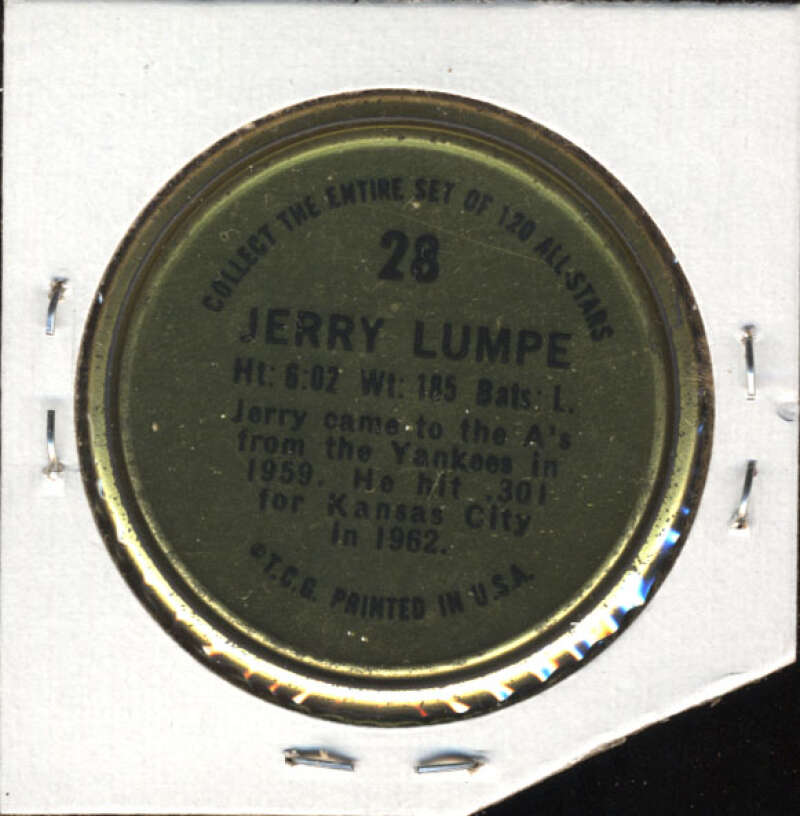 COLLECT THE ENTIRE SET OF 120 ALL-STARS
28
JERRY LUMPE
Ht: 6:02 Wt: 185 Bats: L.
Jerry came to the A's
from the Yankees in
1959. He hit .301
for Kansas City
in 1962.
©T.C.G. PRINTED IN U.S.A.